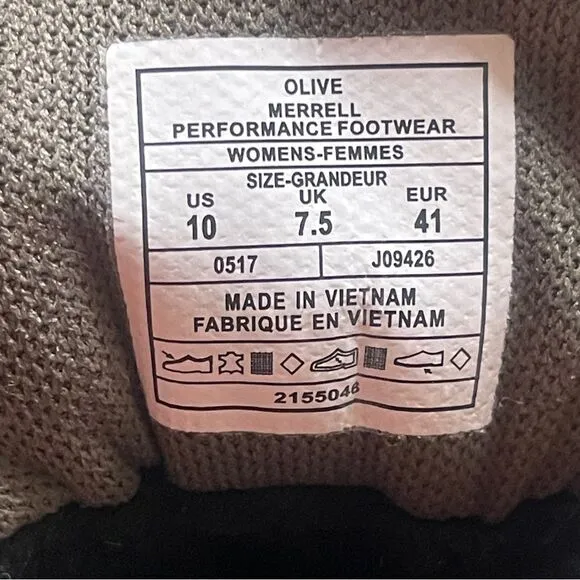 OLIVE
MERRELL
PERFORMANCE FOOTWEAR
WOMENS-FEMMES
SIZE-GRANDEUR
US UK EUR
10 7.5 41
0517 J09426
MADE IN VIETNAM
FABRIQUE EN VIETNAM
2155046